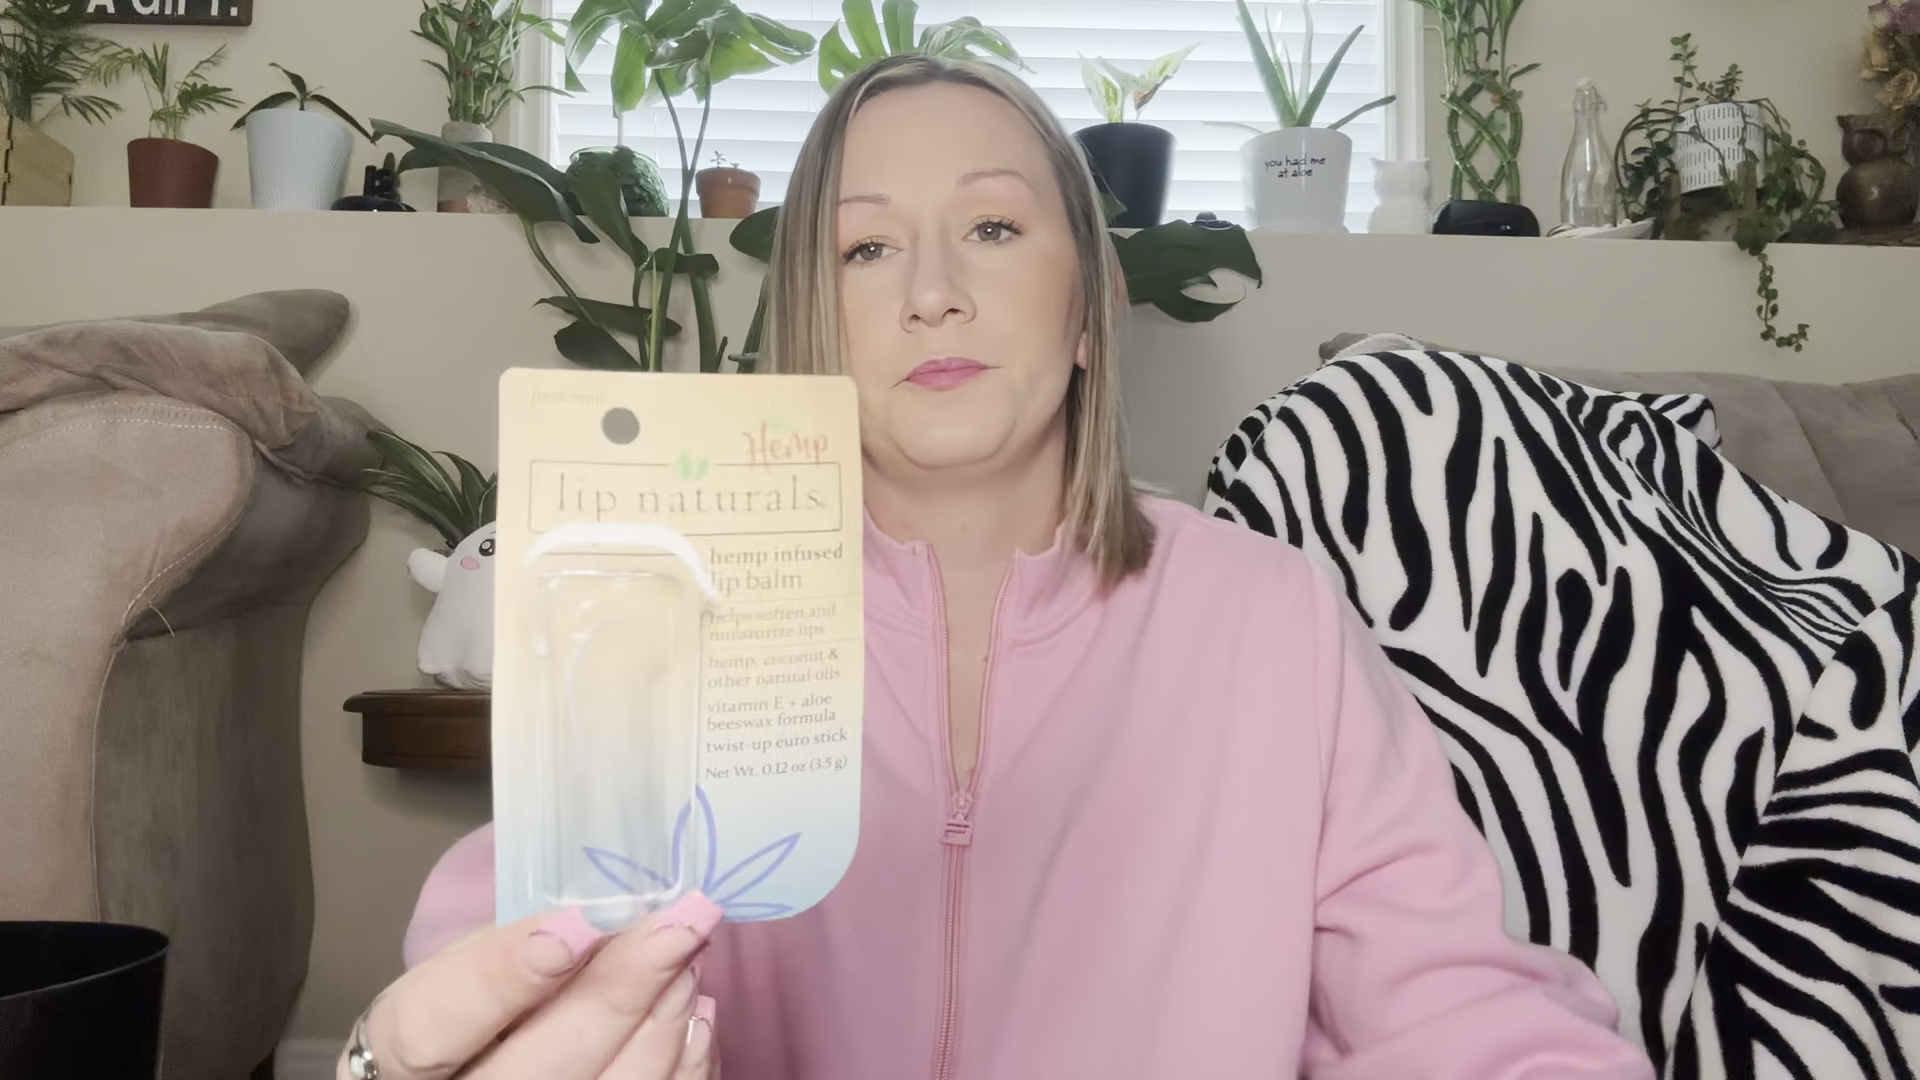 A GIFT.
you had me
at aloe
fresh mint
Hemp
lip naturals
hemp infused
lip balm
helps soften and
moisturize lips
hemp, coconut &
other natural oils
vitamin E + aloe
beeswax formula
twist-up euro stick
Net Wt. 0.12 oz (3.5 g)